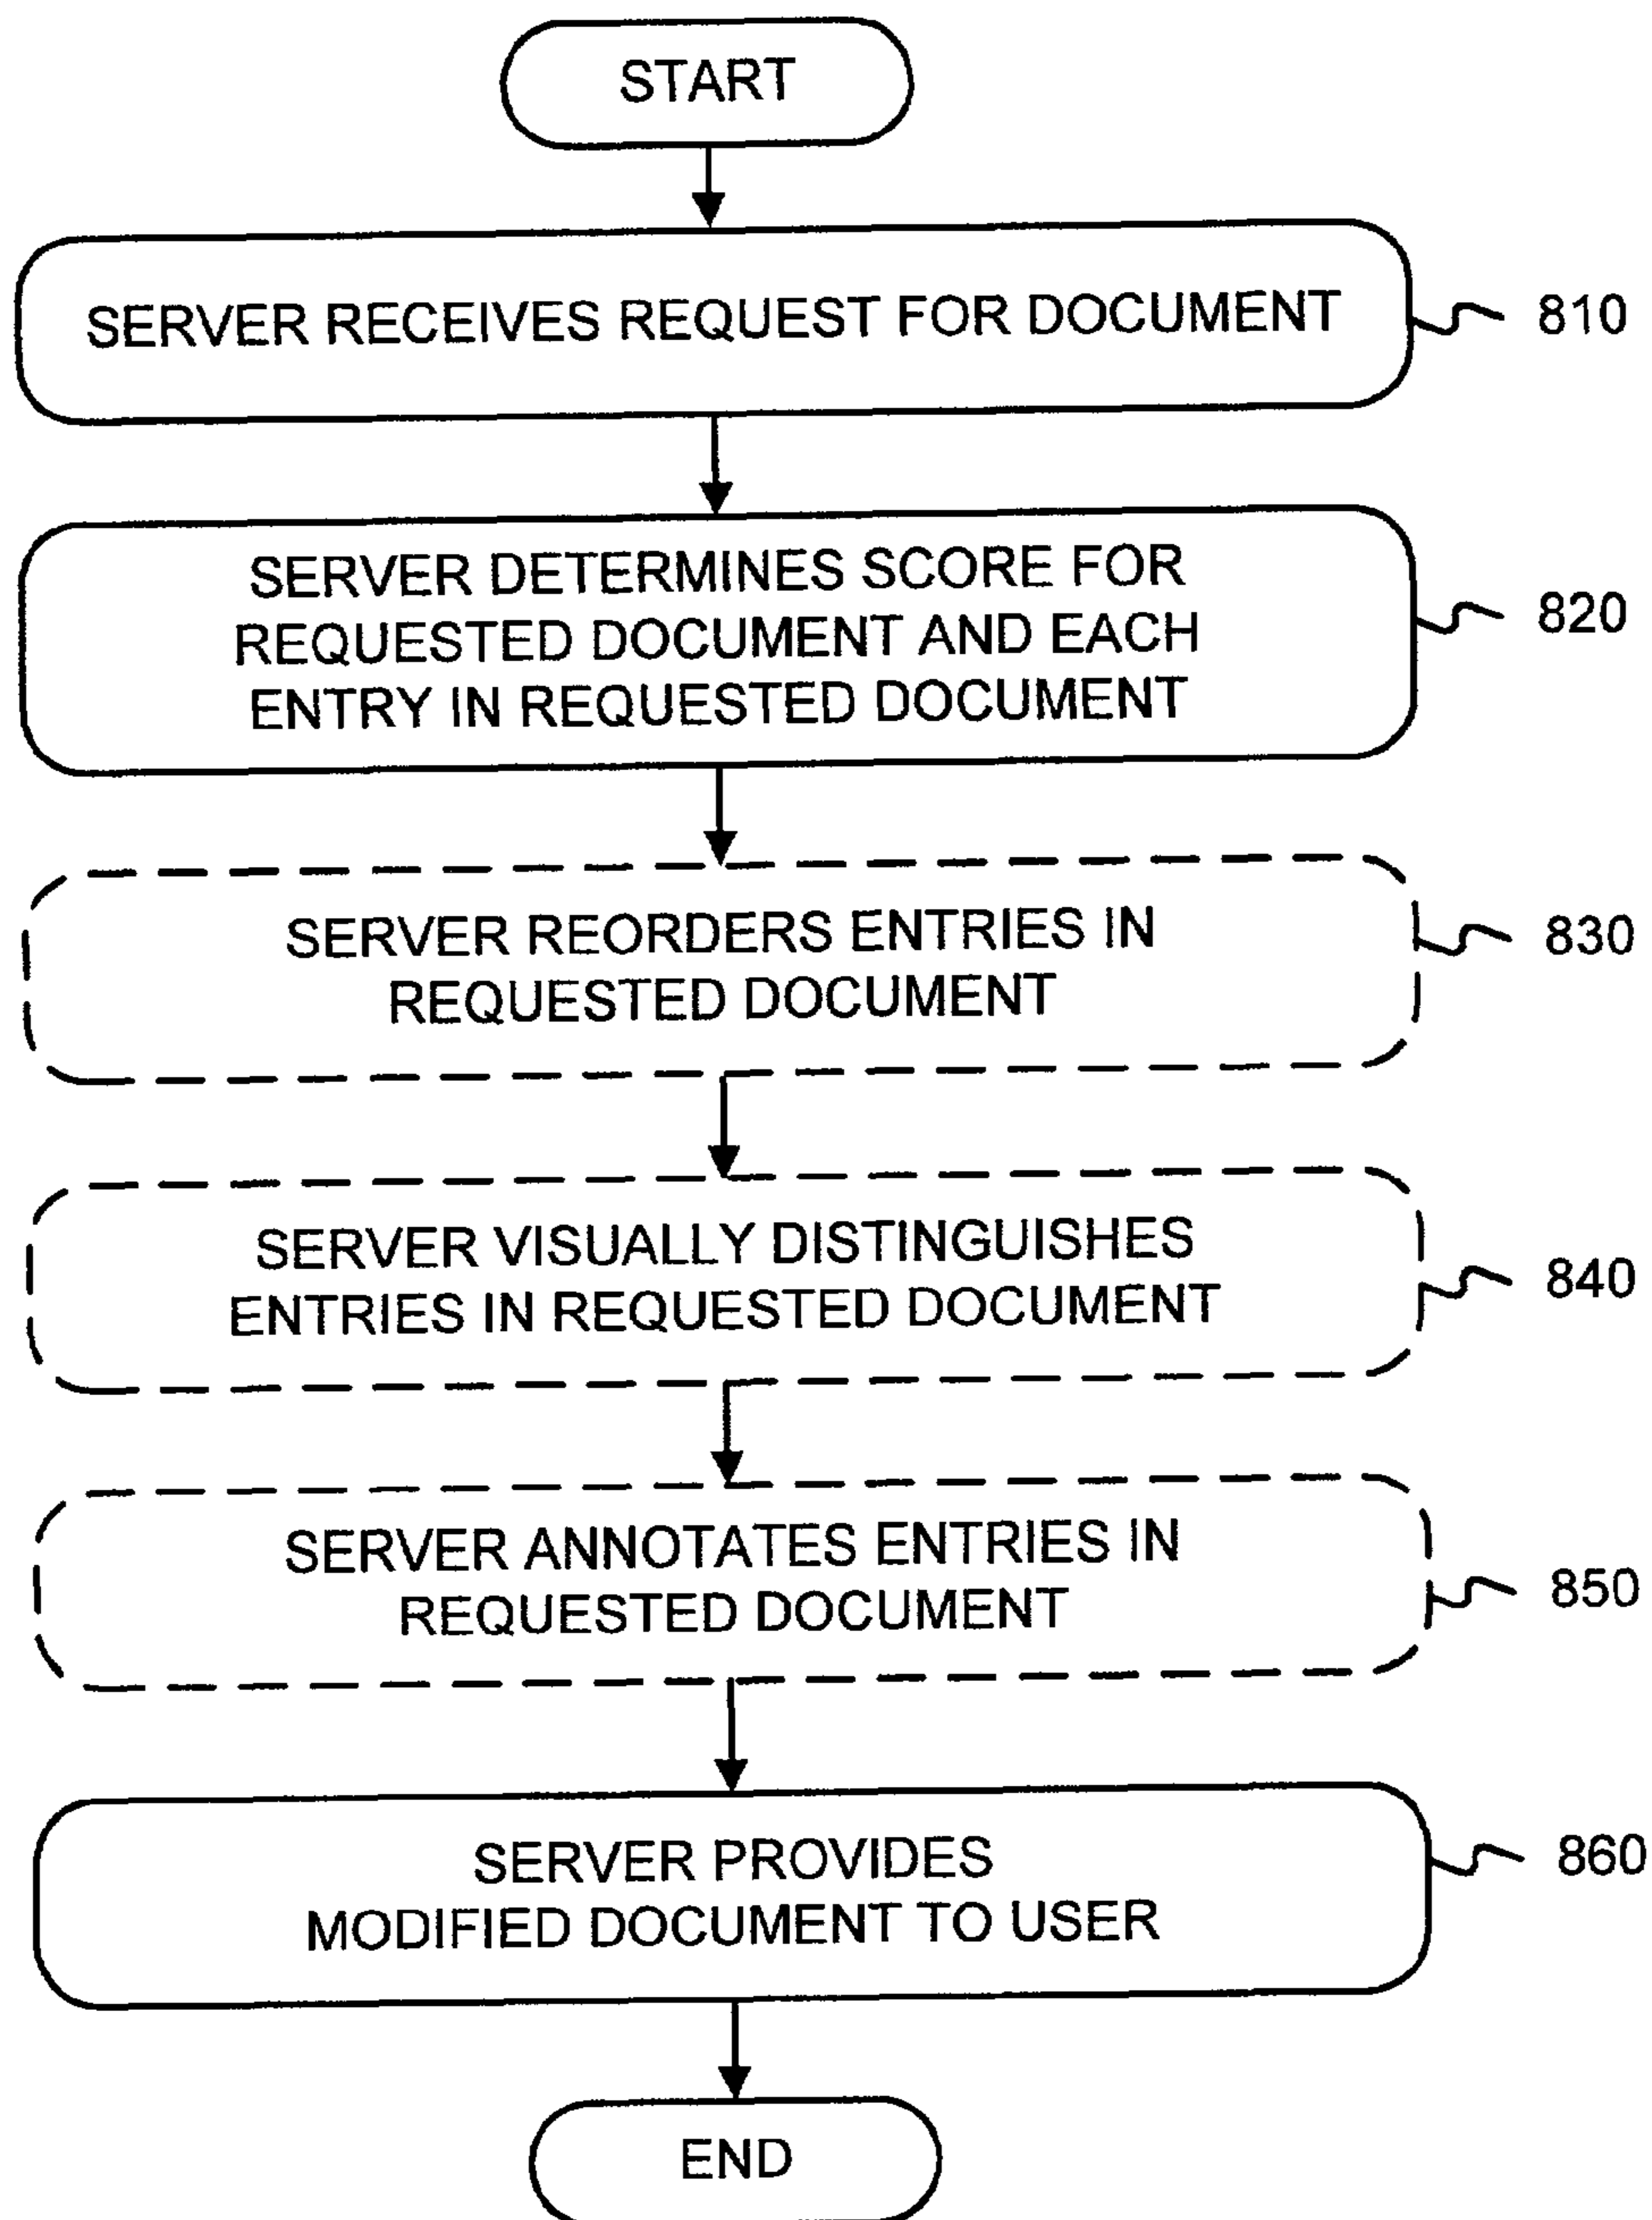 START
SERVER RECEIVES REQUEST FOR DOCUMENT
810
SERVER DETERMINES SCORE FOR
REQUESTED DOCUMENT AND EACH
ENTRY IN REQUESTED DOCUMENT
820
SERVER REORDERS ENTRIES IN
REQUESTED DOCUMENT
830
SERVER VISUALLY DISTINGUISHES
ENTRIES IN REQUESTED DOCUMENT
840
SERVER ANNOTATES ENTRIES IN
REQUESTED DOCUMENT
850
SERVER PROVIDES
MODIFIED DOCUMENT TO USER
860
END